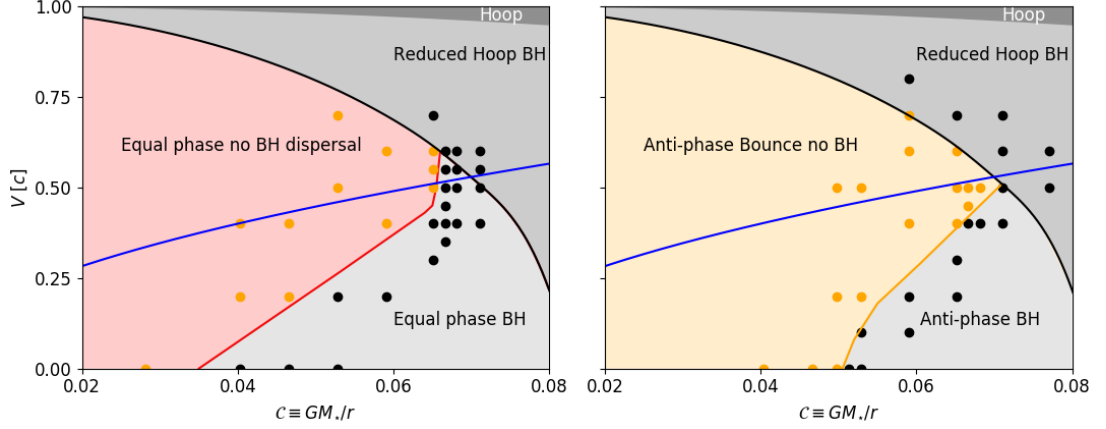 1.00
0.75
0.50
0.25
0.00
V [c]
Hoop
Reduced Hoop BH
Equal phase no BH dispersal
Equal phase BH
0.02 0.04 0.06 0.08
𝒞 ≡ GM⋆/r
Hoop
Reduced Hoop BH
Anti-phase Bounce no BH
Anti-phase BH
0.02 0.04 0.06 0.08
𝒞 ≡ GM⋆/r